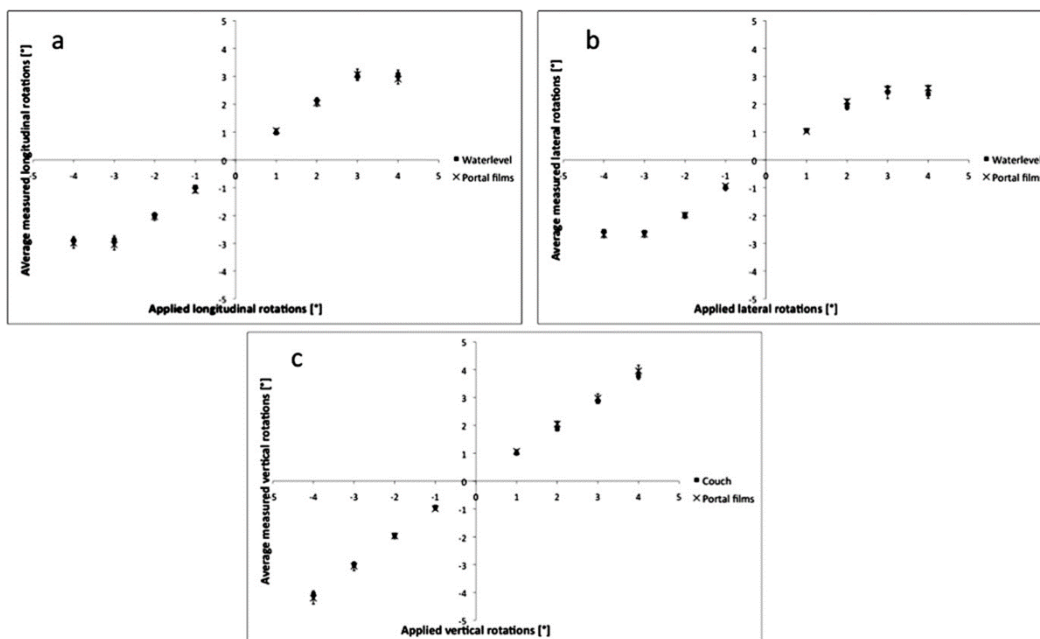 a
AVerage measured longitudinal rotations [°]
5
4
3
2
1
0
-5 -4 -3 -2 -1 0 1 2 3 4 5
-1
-2
-3
-4
-5
Waterlevel
Portal films
Applied longitudinal rotations [°]
b
Average measured lateral rotations [°]
5
4
3
2
1
0
-5 -4 -3 -2 -1 0 1 2 3 4 5
-1
-2
-3
-4
-5
Waterlevel
Portal films
Applied lateral rotations [°]
c
Average measured vertical rotations [°]
5
4
3
2
1
0
-5 -4 -3 -2 -1 0 1 2 3 4 5
-1
-2
-3
-4
-5
Couch
Portal films
Applied vertical rotations [°]